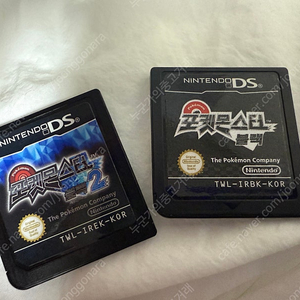 NINTENDO DS
포켓몬스터
2
The Pokémon Company
Nintendo
TWL-IREK-KOR
NINTENDO DS
포켓몬스터
블랙
The Pokémon Company
Nintendo
TWL-IRBK-KOR